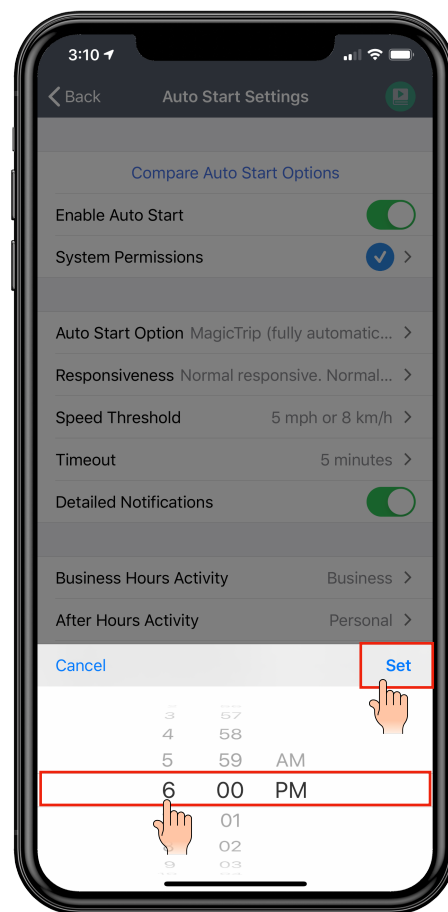 3:10
Back Auto Start Settings
Compare Auto Start Options
Enable Auto Start
System Permissions
Auto Start Option MagicTrip (fully automatic...
Responsiveness Normal responsive. Normal...
Speed Threshold 5 mph or 8 km/h
Timeout 5 minutes
Detailed Notifications
Business Hours Activity Business
After Hours Activity Personal
Cancel Set
3 57
4 58
5 59 AM
6 00 PM
01
02
9 03